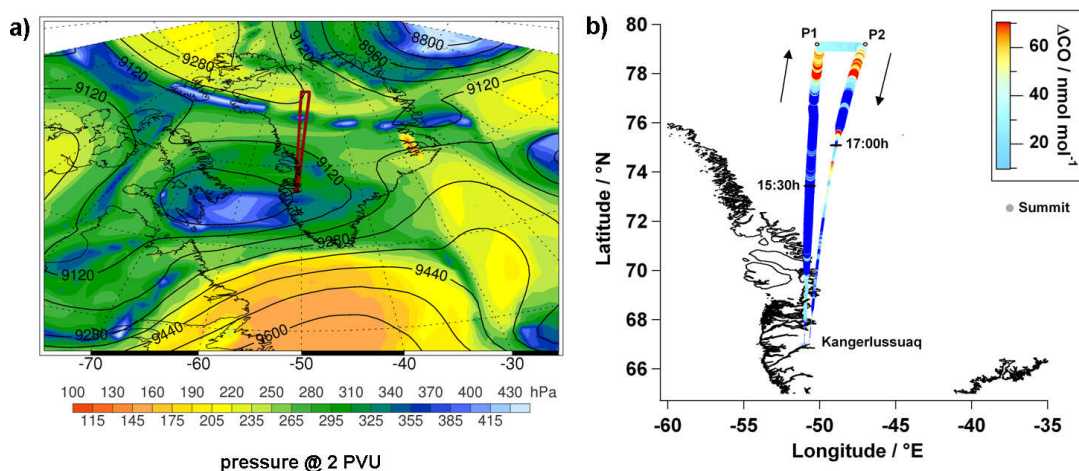 a)
8800
8960
9120
9120
9280
9120
9120
9280
9120
9440
9280
9440
9600
-70
-60
-50
-40
-30
100 130 160 190 220 250 280 310 340 370 400 430 hPa
115 145 175 205 235 265 295 325 355 385 415
pressure @ 2 PVU
b)
80
78
76
74
72
70
68
66
Latitude / °N
P1
P2
17:00h
15:30h
Kangerlussuaq
-60
-55
-50
-45
-40
-35
Longitude / °E
60
40
20
ΔCO / nmol mol⁻¹
Summit